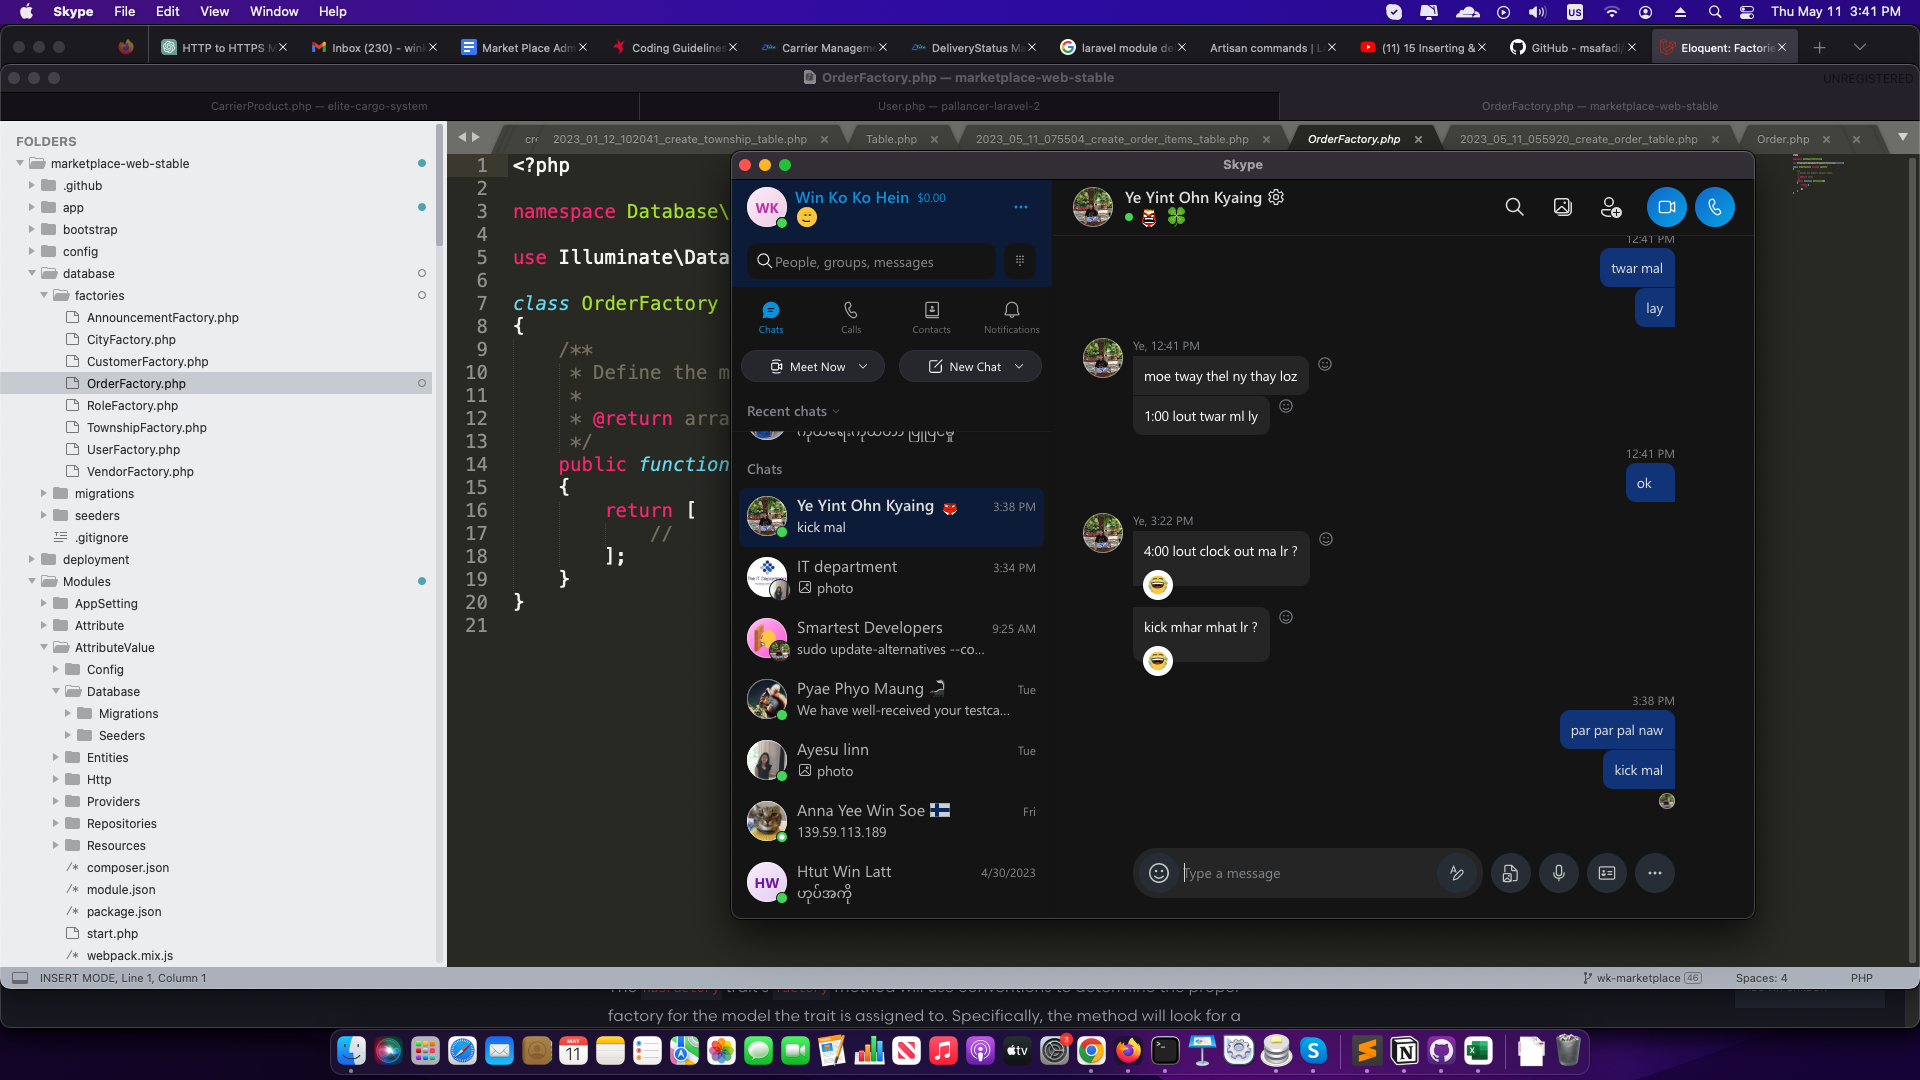 Skype File Edit View Window Help
US Thu May 11 3:41 PM
HTTP to HTTPS M
Inbox (230) - wink
Market Place Adm
Coding Guidelines
Carrier Managem
DeliveryStatus Ma
laravel module de
Artisan commands | L
(11) 15 Inserting &
GitHub - msafadi/
Eloquent: Factorie
OrderFactory.php — marketplace-web-stable
UNREGISTERED
CarrierProduct.php — elite-cargo-system
User.php — pallancer-laravel-2
OrderFactory.php — marketplace-web-stable
FOLDERS
marketplace-web-stable
.github
app
bootstrap
config
database
factories
AnnouncementFactory.php
CityFactory.php
CustomerFactory.php
OrderFactory.php
RoleFactory.php
TownshipFactory.php
UserFactory.php
VendorFactory.php
migrations
seeders
.gitignore
deployment
Modules
AppSetting
Attribute
AttributeValue
Config
Database
Migrations
Seeders
Entities
Http
Providers
Repositories
Resources
/* composer.json
/* module.json
/* package.json
start.php
/* webpack.mix.js
cr
2023_01_12_102041_create_township_table.php
Table.php
2023_05_11_075504_create_order_items_table.php
OrderFactory.php
2023_05_11_055920_create_order_table.php
Order.php
1 <?php
2
3 namespace Database\
4
5 use Illuminate\Data
6
7 class OrderFactory
8 {
9 /**
10 * Define the m
11 *
12 * @return arra
13 */
14 public function
15 {
16 return [
17 //
18 ];
19 }
20 }
21
Skype
WK
Win Ko Ko Hein $0.00
People, groups, messages
Chats
Calls
Contacts
Notifications
Meet Now
New Chat
Recent chats
Chats
Ye Yint Ohn Kyaing 3:38 PM
kick mal
IT department 3:34 PM
photo
Smartest Developers 9:25 AM
sudo update-alternatives --co...
Pyae Phyo Maung Tue
We have well-received your testca...
Ayesu linn Tue
photo
Anna Yee Win Soe Fri
139.59.113.189
HW
Htut Win Latt 4/30/2023
ဟုပ်အကို
Ye Yint Ohn Kyaing
12:41 PM
twar mal
lay
Ye, 12:41 PM
moe tway thel ny thay loz
1:00 lout twar ml ly
12:41 PM
ok
Ye, 3:22 PM
4:00 lout clock out ma lr ?
kick mhar mhat lr ?
3:38 PM
par par pal naw
kick mal
Type a message
INSERT MODE, Line 1, Column 1
wk-marketplace 46
Spaces: 4
PHP
factory for the model the trait is assigned to. Specifically, the method will look for a
MAY
11
tv
3